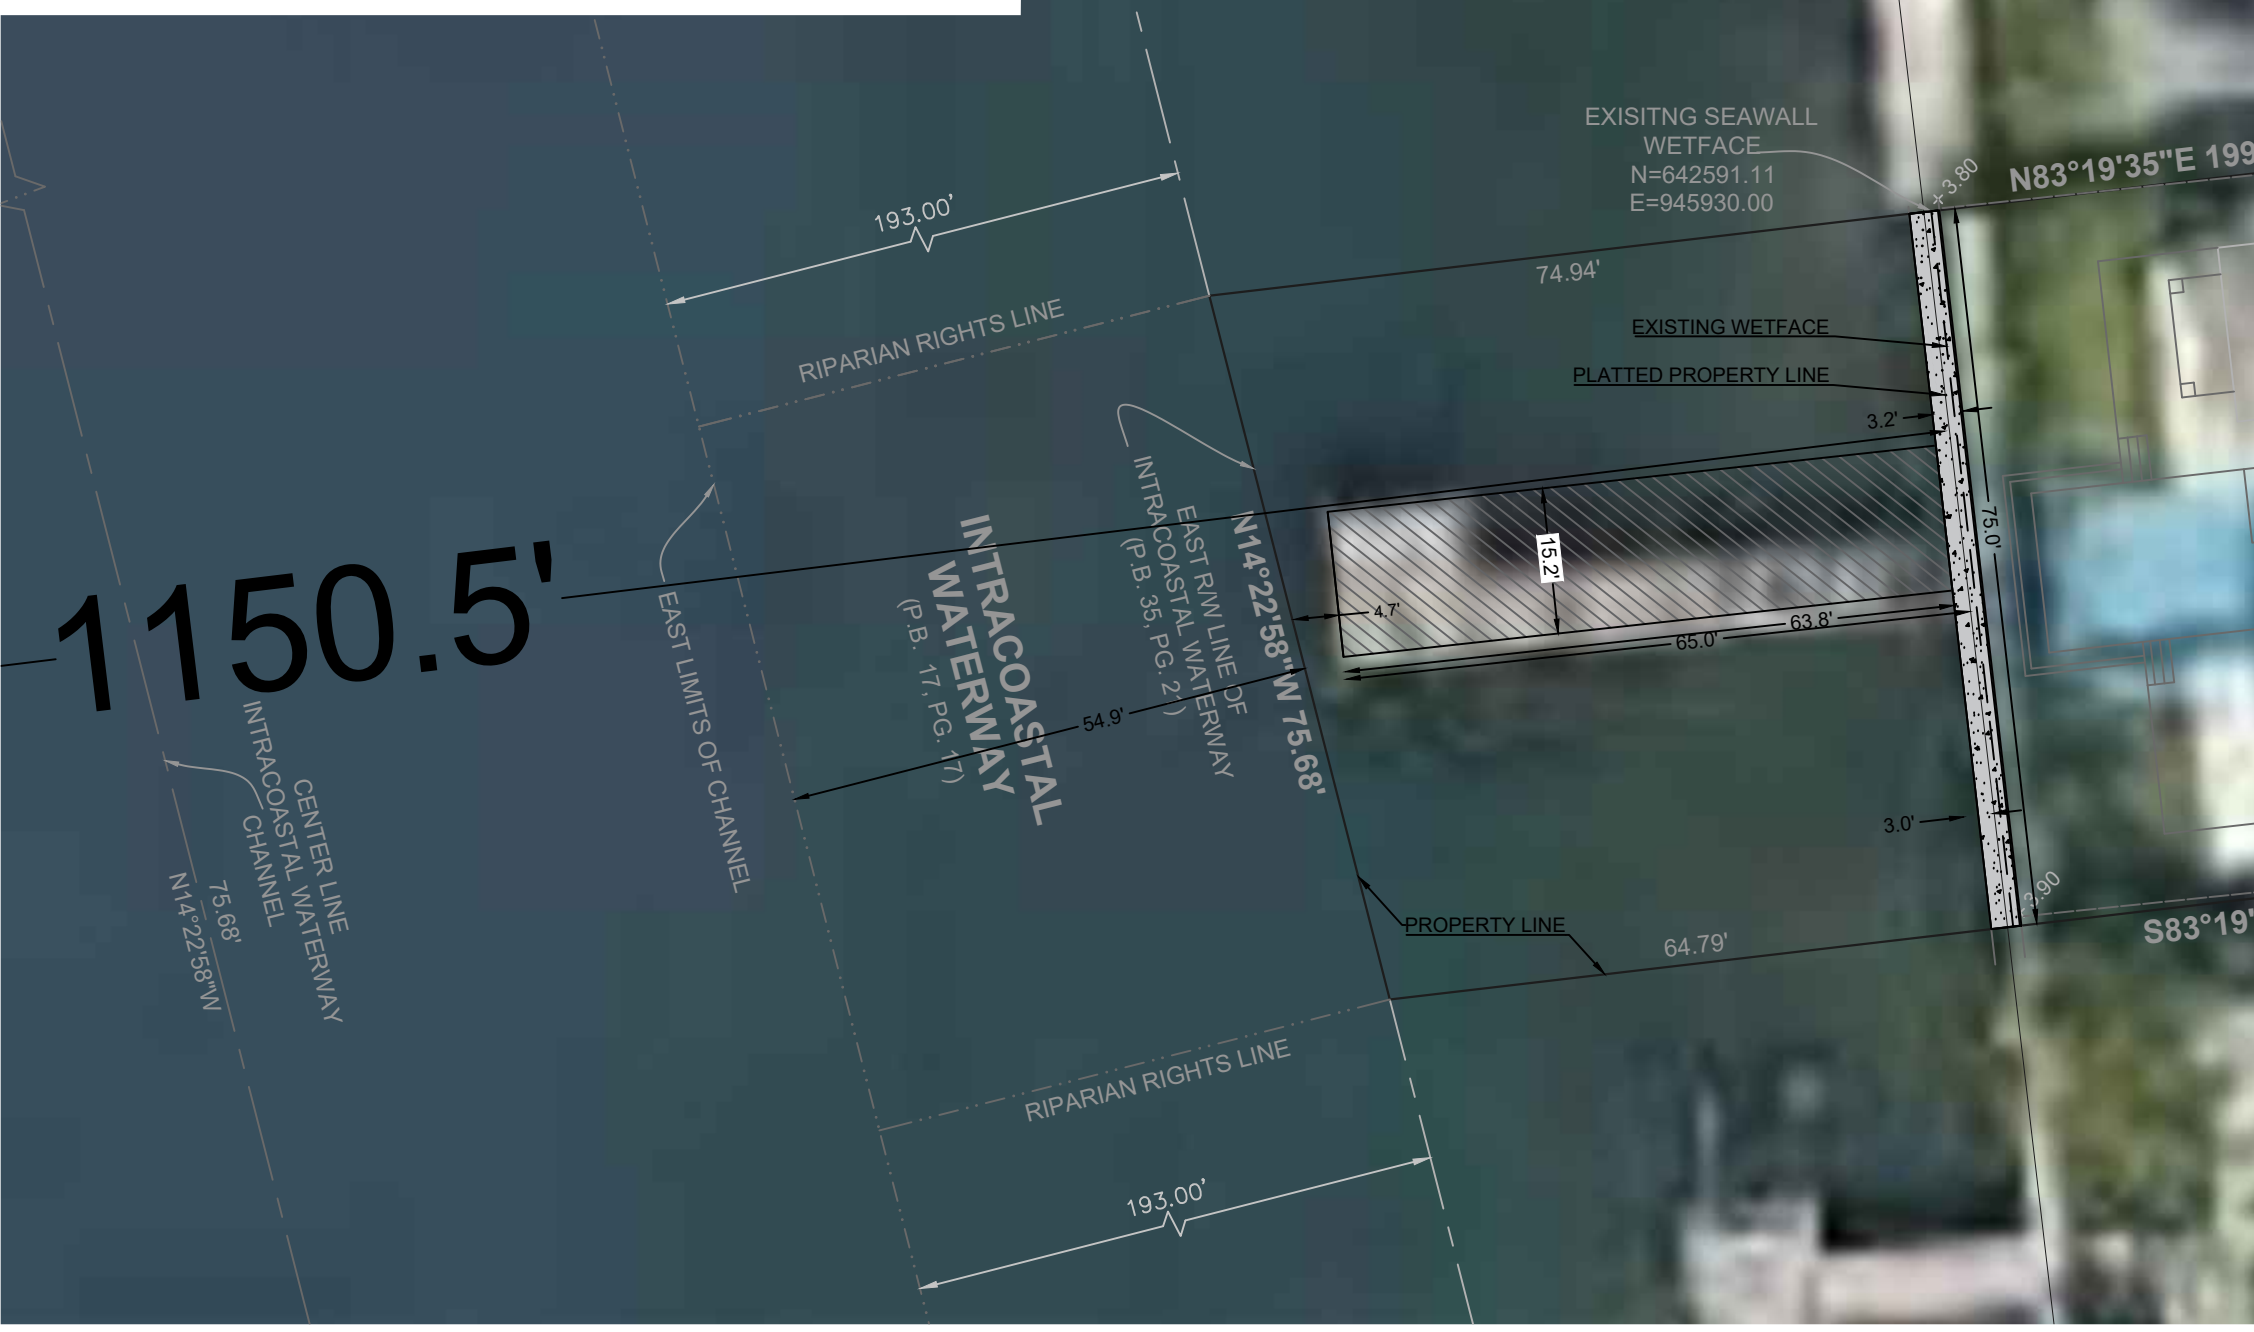 EXISITNG SEAWALL
WETFACE
N=642591.11
E=945930.00
3.80
N83°19'35"E 199
193.00'
74.94'
RIPARIAN RIGHTS LINE
EXISTING WETFACE
PLATTED PROPERTY LINE
3.2'
75.0'
15.2'
4.7'
63.8'
65.0'
1150.5'
EAST LIMITS OF CHANNEL
INTRACOASTAL
WATERWAY
(P.B. 17, PG. 17)
EAST R/W LINE OF
INTRACOASTAL WATERWAY
(P.B. 35, PG. 21)
N14°22'58"W 75.68'
54.9'
CENTER LINE
INTRACOASTAL WATERWAY
CHANNEL
75.68'
N14°22'58"W
3.0'
3.90
PROPERTY LINE
64.79'
S83°19'
RIPARIAN RIGHTS LINE
193.00'